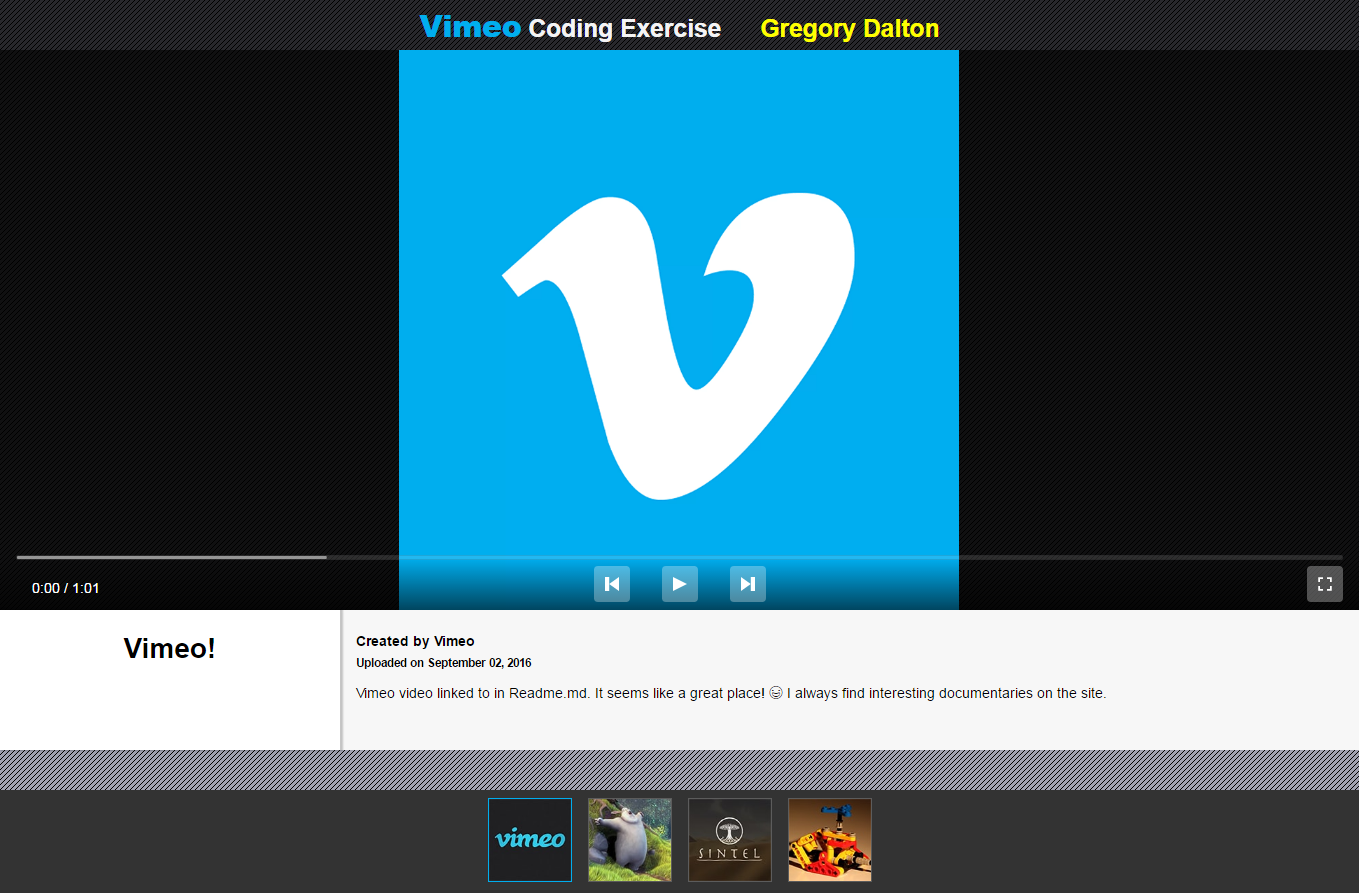 Vimeo Coding Exercise Gregory Dalton
0:00 / 1:01
Vimeo!
Created by Vimeo
Uploaded on September 02, 2016
Vimeo video linked to in Readme.md. It seems like a great place! 😃 I always find interesting documentaries on the site.
vimeo
SINTEL